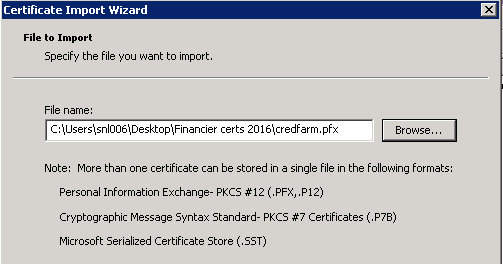 Certificate Import Wizard
File to Import
Specify the file you want to import.
File name:
C:\Users\snl006\Desktop\Financier certs 2016\credfarm.pfx
Browse...
Note: More than one certificate can be stored in a single file in the following formats:
Personal Information Exchange- PKCS #12 (.PFX,.P12)
Cryptographic Message Syntax Standard- PKCS #7 Certificates (.P7B)
Microsoft Serialized Certificate Store (.SST)